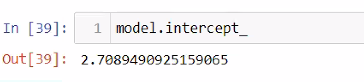 In [39]: 1 model.intercept_
Out[39]: 2.7089490925159065